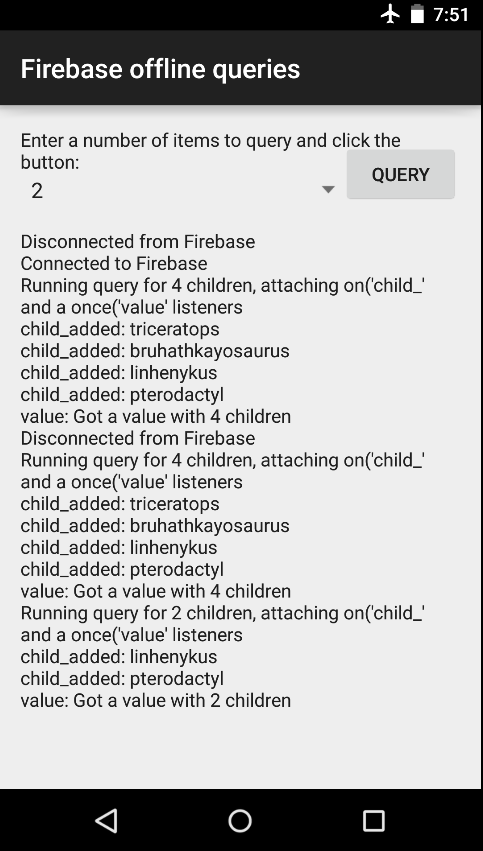 7:51
Firebase offline queries
Enter a number of items to query and click the
button:
2
QUERY
Disconnected from Firebase
Connected to Firebase
Running query for 4 children, attaching on('child_'
and a once('value' listeners
child_added: triceratops
child_added: bruhathkayosaurus
child_added: linhenykus
child_added: pterodactyl
value: Got a value with 4 children
Disconnected from Firebase
Running query for 4 children, attaching on('child_'
and a once('value' listeners
child_added: triceratops
child_added: bruhathkayosaurus
child_added: linhenykus
child_added: pterodactyl
value: Got a value with 4 children
Running query for 2 children, attaching on('child_'
and a once('value' listeners
child_added: linhenykus
child_added: pterodactyl
value: Got a value with 2 children